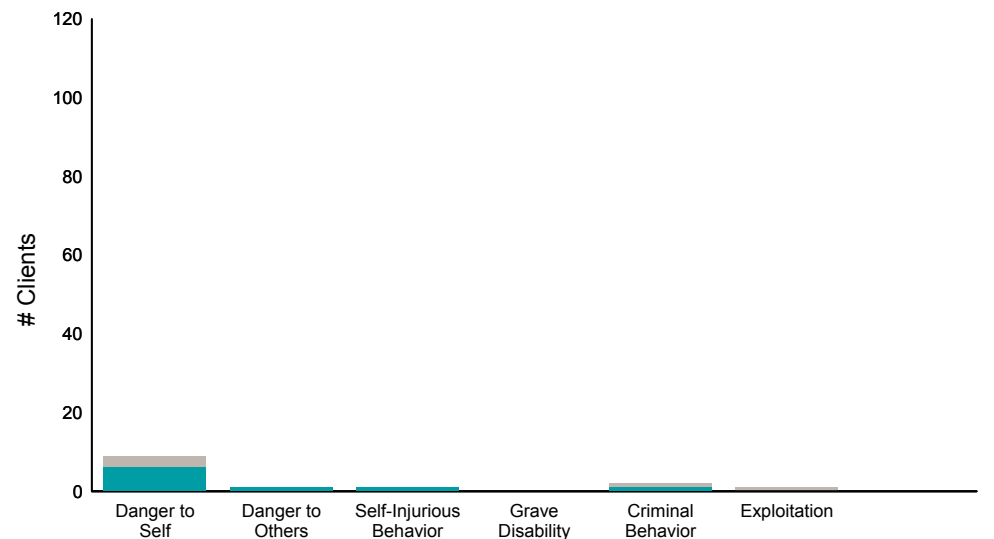 120
100
80
60
40
20
0
# Clients
Danger to
Self
Danger to
Others
Self-Injurious
Behavior
Grave
Disability
Criminal
Behavior
Exploitation